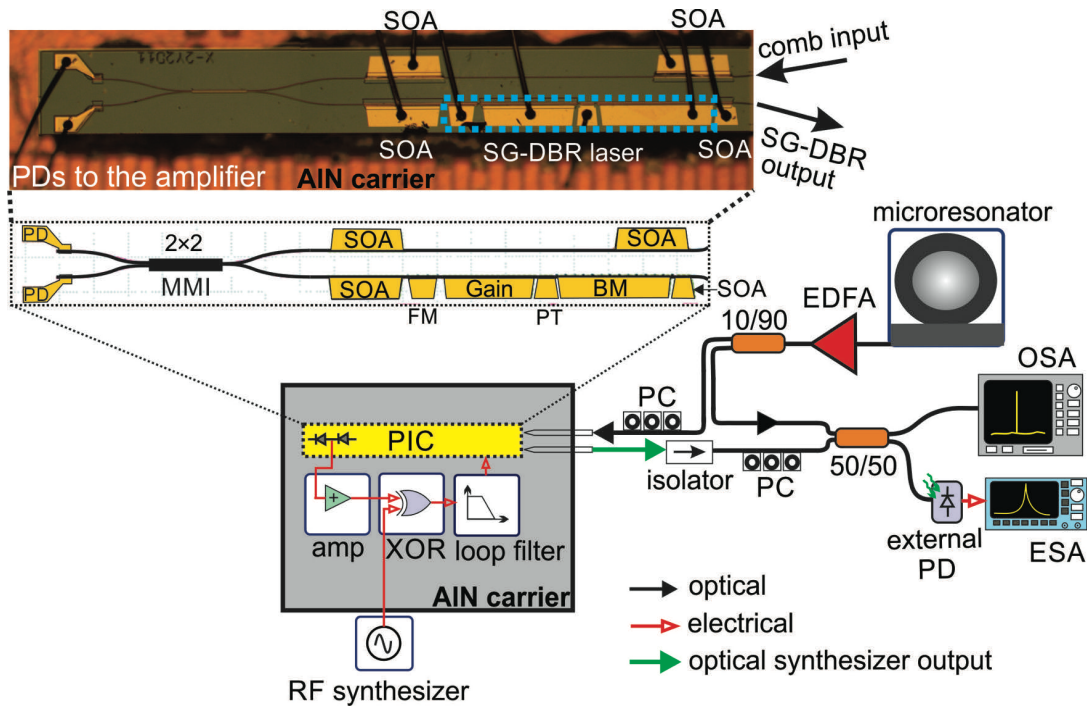 SOA
SOA
comb input
X-2Y2011
SOA
SG-DBR laser
SOA
SG-DBR
output
PDs to the amplifier
AlN carrier
PD
2×2
SOA
SOA
MMI
PD
SOA
Gain
BM
SOA
FM
PT
microresonator
EDFA
10/90
OSA
PC
PIC
isolator
PC
50/50
amp
XOR
loop filter
external
PD
ESA
AlN carrier
optical
electrical
optical synthesizer output
RF synthesizer